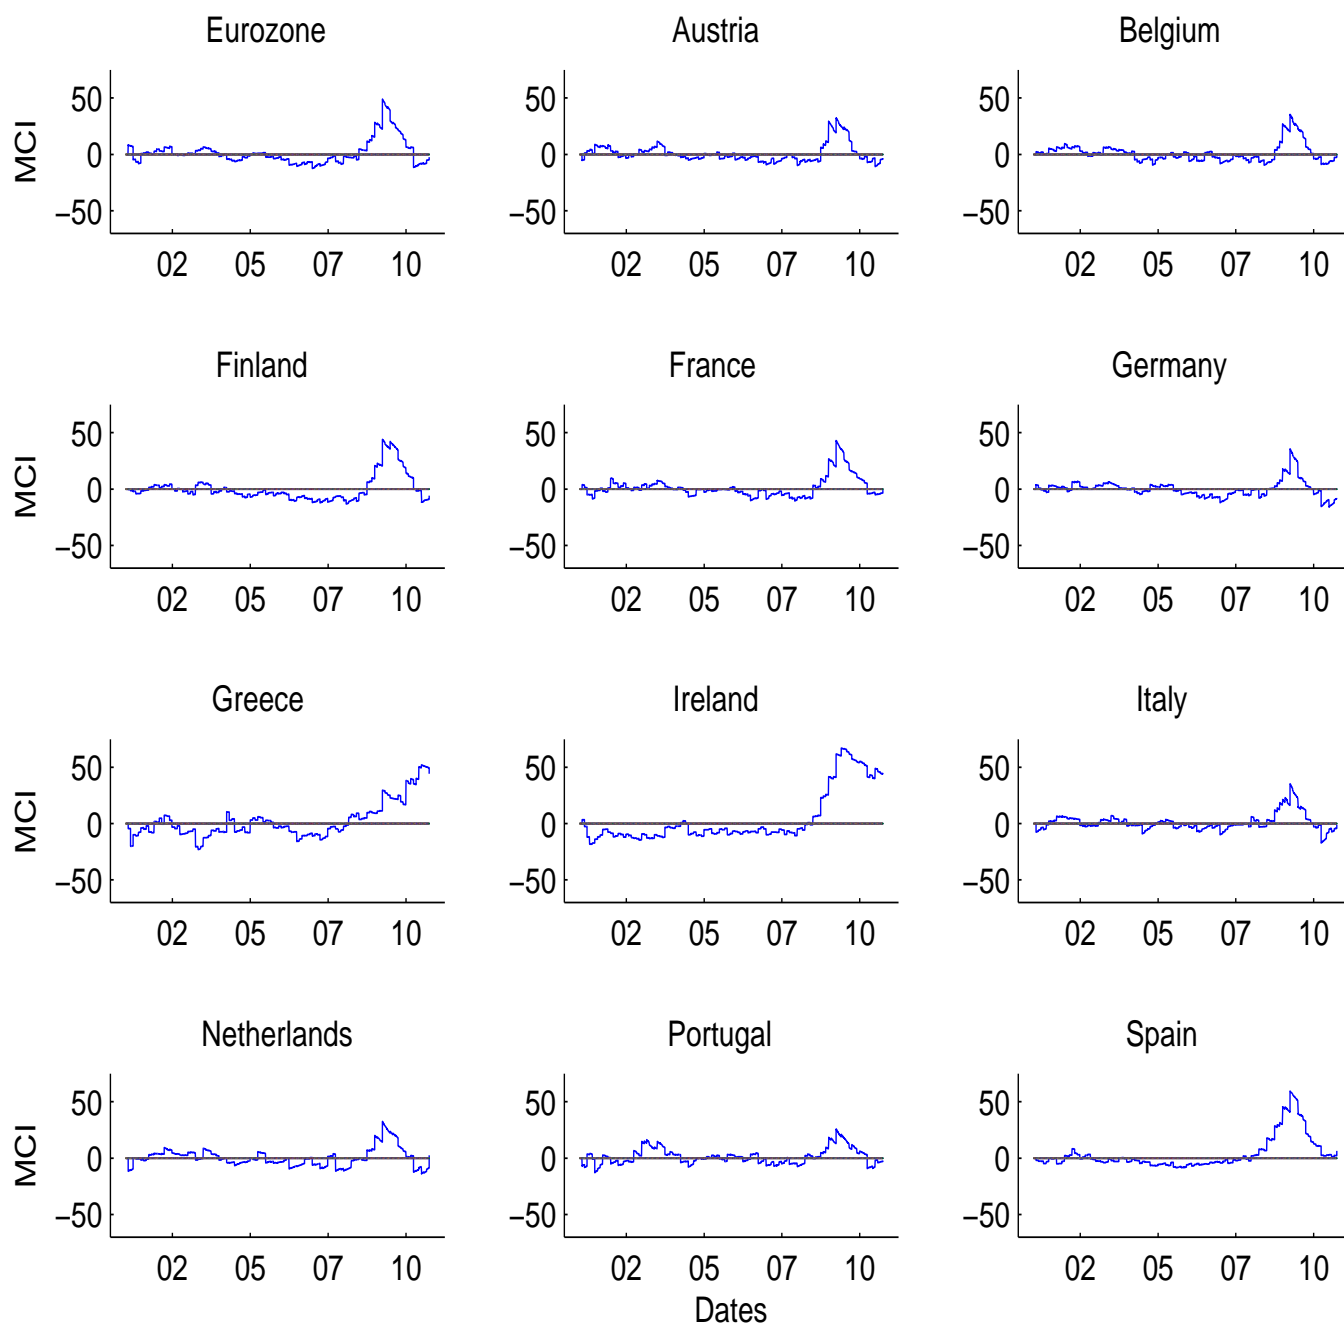 Eurozone Austria Belgium
MCI
50 50 50
0 0 0
−50 −50 −50
02 05 07 10 02 05 07 10 02 05 07 10
Finland France Germany
MCI
50 50 50
0 0 0
−50 −50 −50
02 05 07 10 02 05 07 10 02 05 07 10
Greece Ireland Italy
MCI
50 50 50
0 0 0
−50 −50 −50
02 05 07 10 02 05 07 10 02 05 07 10
Netherlands Portugal Spain
MCI
50 50 50
0 0 0
−50 −50 −50
02 05 07 10 02 05 07 10 02 05 07 10
Dates